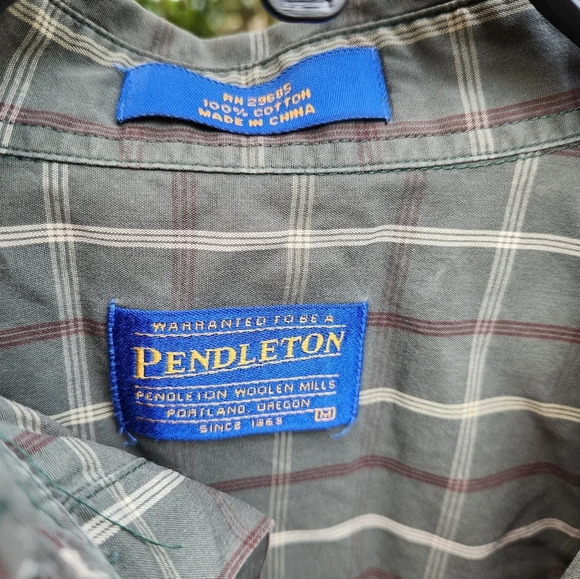 RN 29685
100% COTTON
MADE IN CHINA
WARRANTED TO BE A
PENDLETON
PENDLETON WOOLEN MILLS
PORTLAND, OREGON
SINCE 1863 M